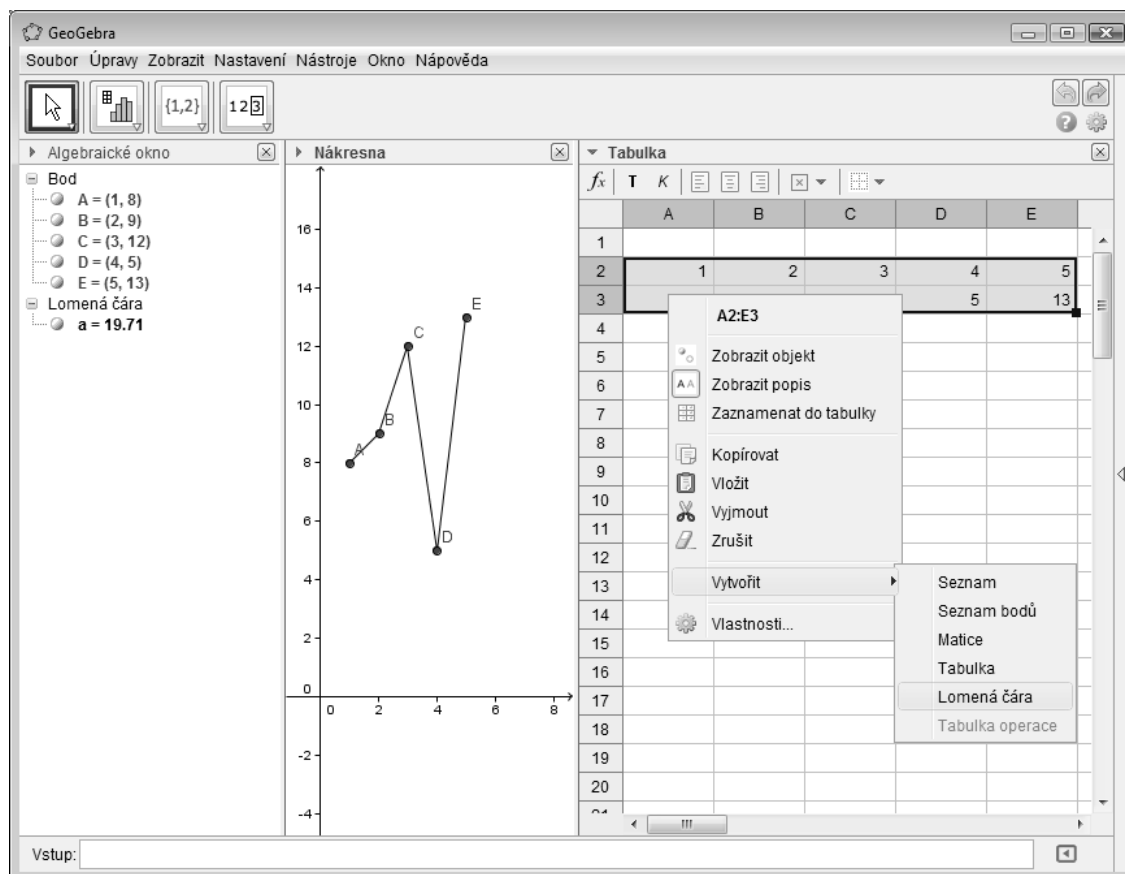 GeoGebra
Soubor Úpravy Zobrazit Nastavení Nástroje Okno Nápověda
{1,2} 1 2 3
Algebraické okno
Bod
A = (1, 8)
B = (2, 9)
C = (3, 12)
D = (4, 5)
E = (5, 13)
Lomená čára
a = 19.71
Nákresna
16
14
12
10
8
6
4
2
0
-2
-4
0 2 4 6 8
A
B
C
D
E
Tabulka
fx T K
A B C D E
1
2 1 2 3 4 5
3 5 13
4
5
6
7
8
9
10
11
12
13
14
15
16
17
18
19
20
A2:E3
Zobrazit objekt
AA Zobrazit popis
Zaznamenat do tabulky
Kopírovat
Vložit
Vyjmout
Zrušit
Vytvořit
Vlastnosti...
Seznam
Seznam bodů
Matice
Tabulka
Lomená čára
Tabulka operace
Vstup: